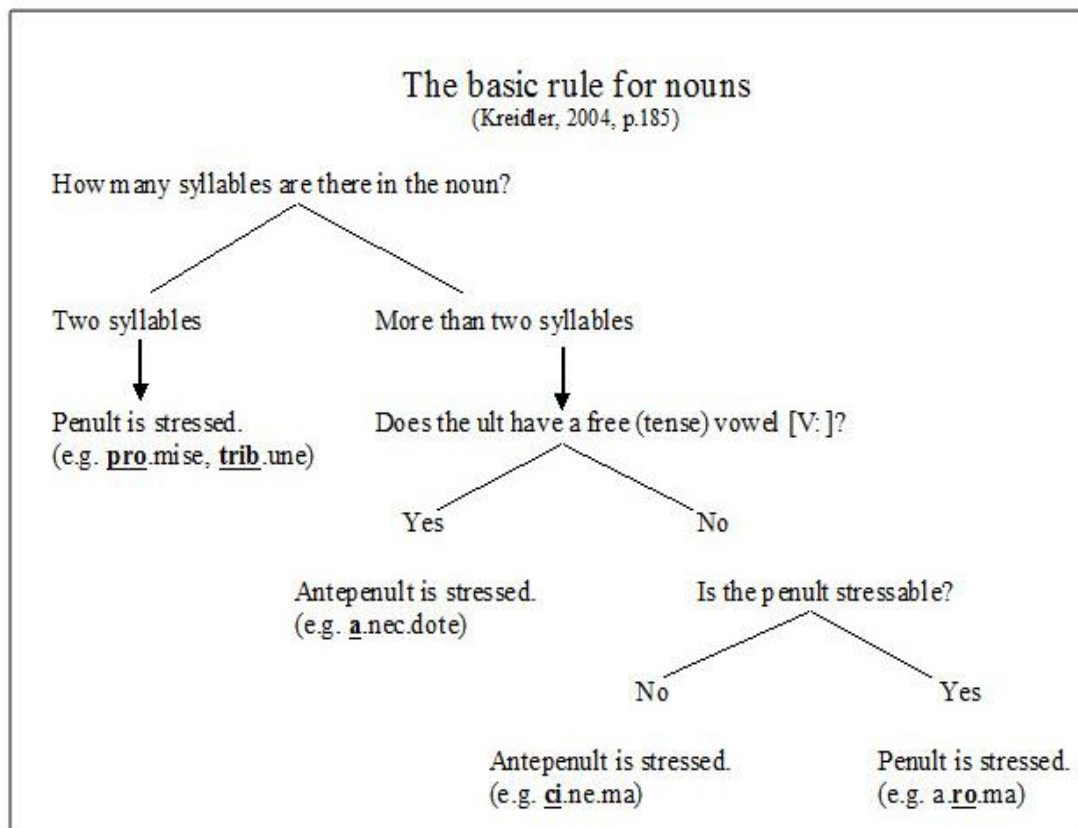 The basic rule for nouns
(Kreidler, 2004, p.185)
How many syllables are there in the noun?
Two syllables
More than two syllables
Penult is stressed.
(e.g. pro.mise, trib.une)
Does the ult have a free (tense) vowel [V: ]?
Yes
No
Antepenult is stressed.
(e.g. a.nec.dote)
Is the penult stressable?
No
Yes
Antepenult is stressed.
(e.g. ci.ne.ma)
Penult is stressed.
(e.g. a.ro.ma)